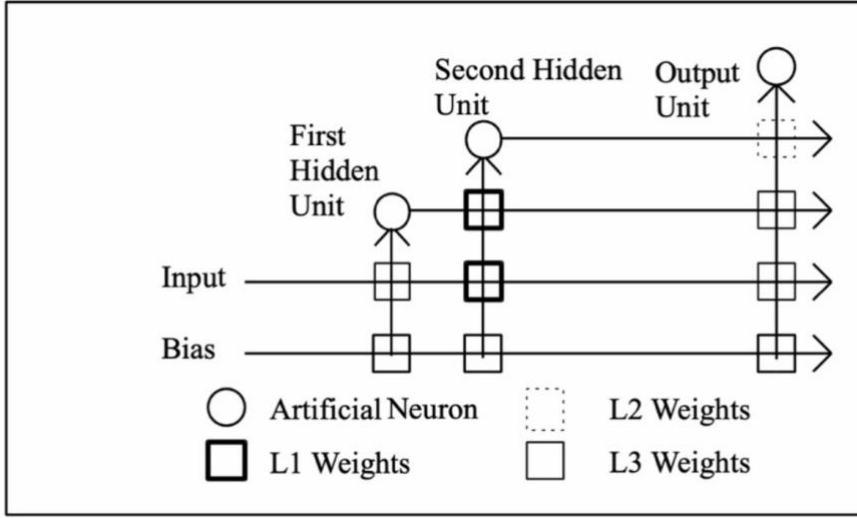 Second Hidden
Unit
Output
Unit
First
Hidden
Unit
Input
Bias
Artificial Neuron
L2 Weights
L1 Weights
L3 Weights